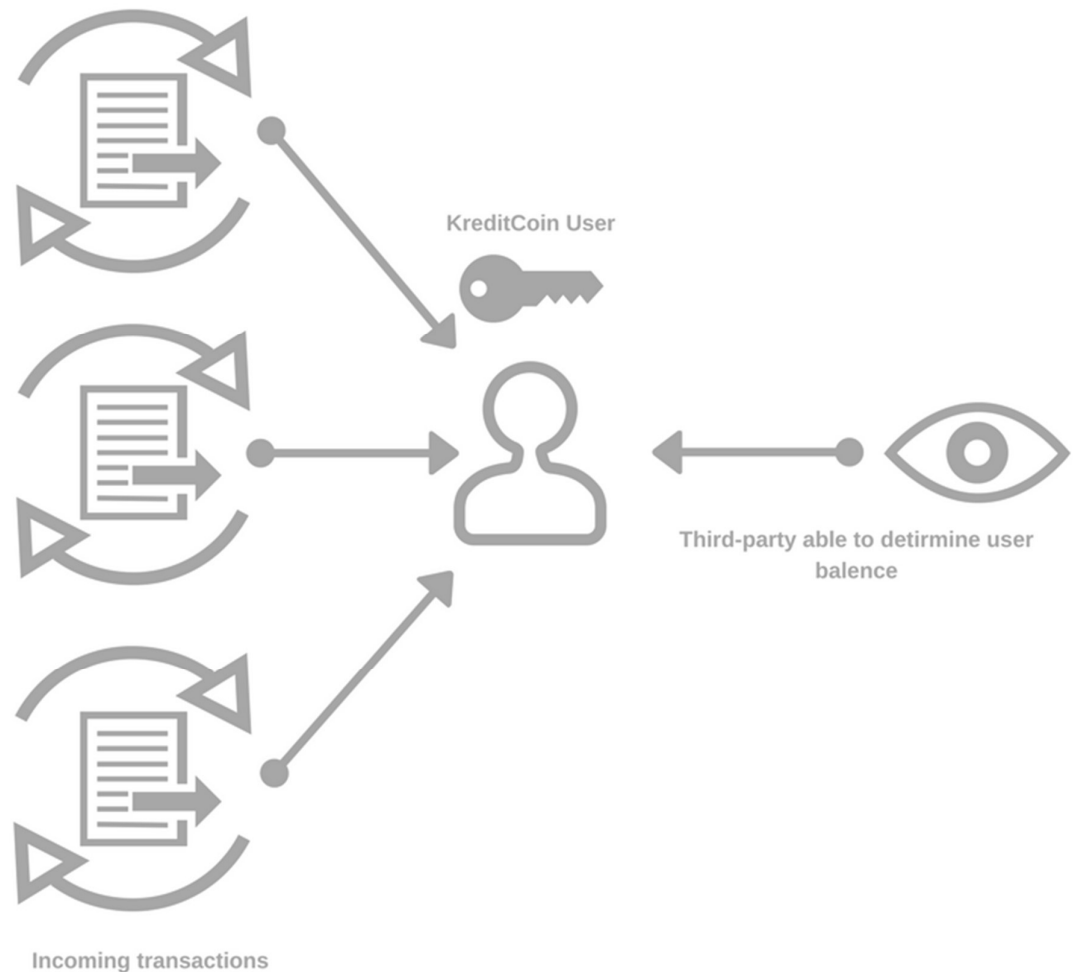 KreditCoin User
Third-party able to detirmine user
balence
Incoming transactions